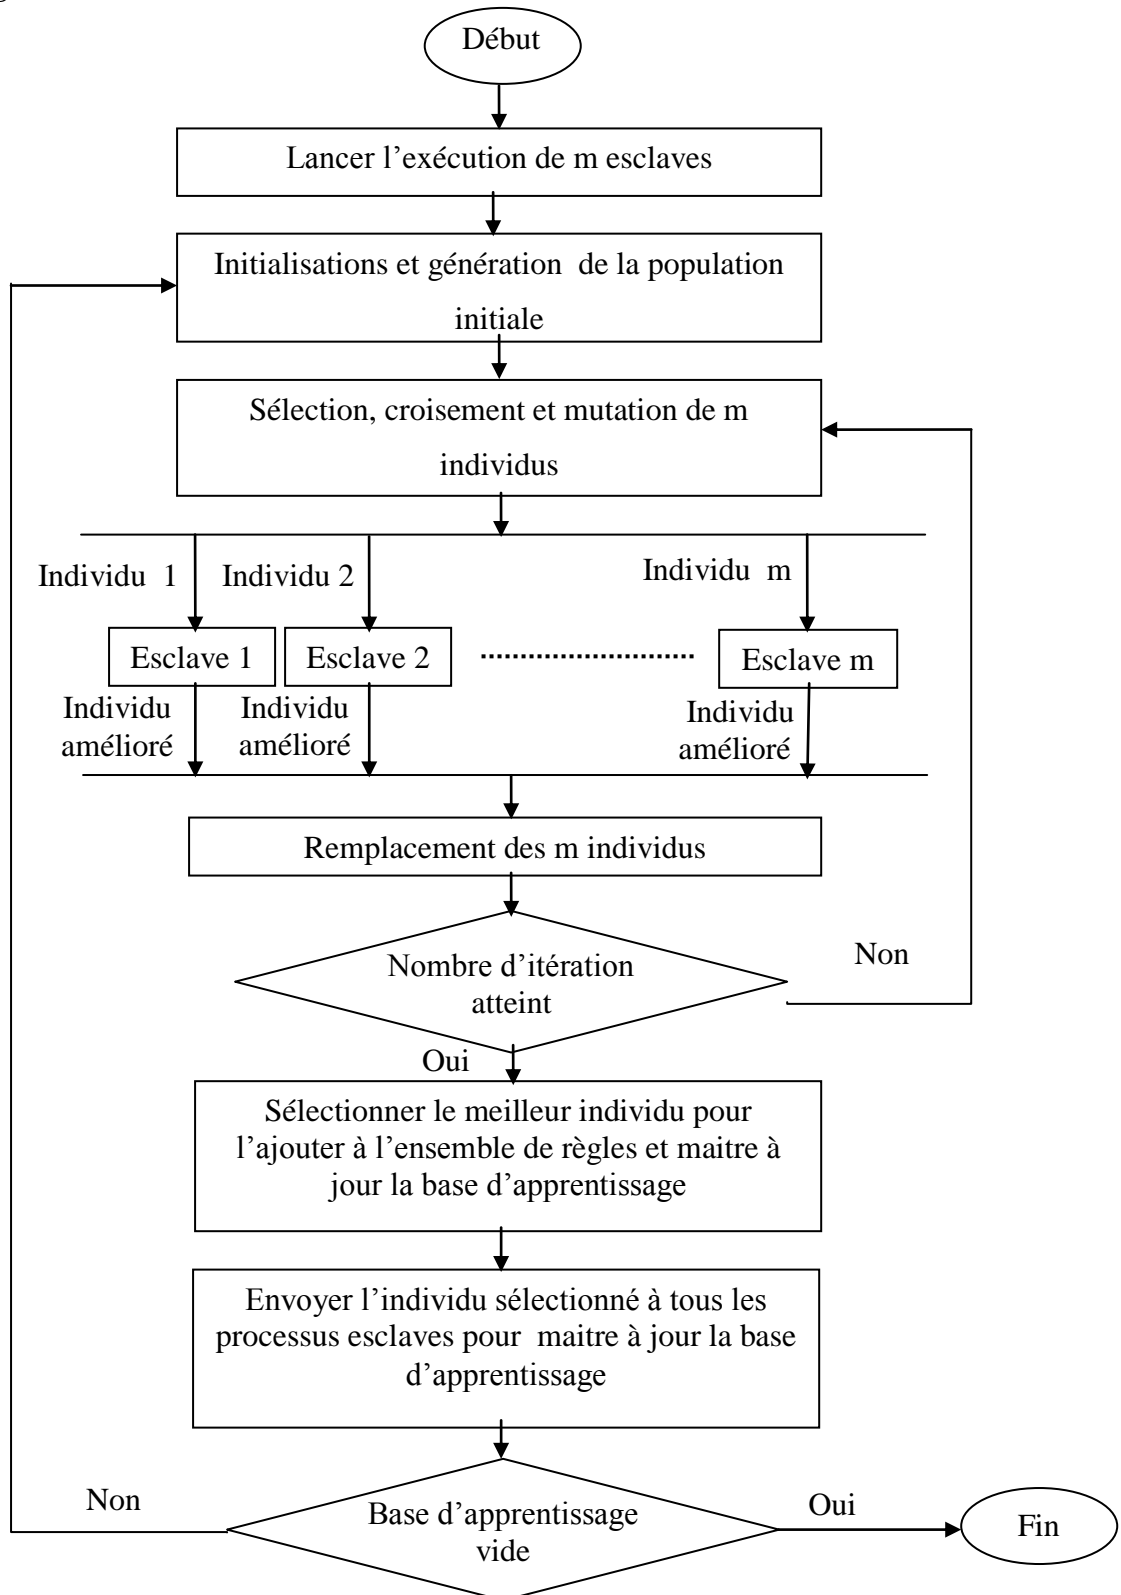 Début
Lancer l’exécution de m esclaves
Initialisations et génération de la population
initiale
Sélection, croisement et mutation de m
individus
Individu 1
Individu 2
Individu m
Esclave 1
Esclave 2
Esclave m
Individu
amélioré
Individu
amélioré
Individu
amélioré
Remplacement des m individus
Nombre d’itération
atteint
Non
Oui
Sélectionner le meilleur individu pour
l’ajouter à l’ensemble de règles et maitre à
jour la base d’apprentissage
Envoyer l’individu sélectionné à tous les
processus esclaves pour maitre à jour la base
d’apprentissage
Non
Base d’apprentissage
vide
Oui
Fin